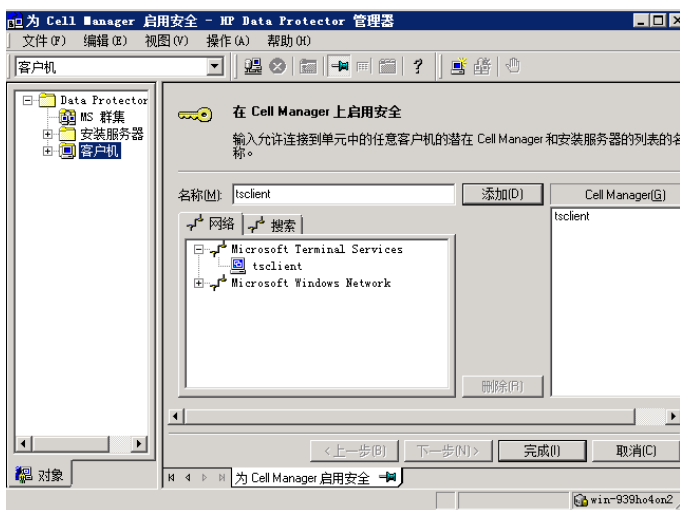 为 Cell Manager 启用安全 - HP Data Protector 管理器
文件(F) 编辑(E) 视图(V) 操作(A) 帮助(H)
客户机
Data Protector
MS 群集
安装服务器
客户机
在 Cell Manager 上启用安全
输入允许连接到单元中的任意客户机的潜在 Cell Manager 和安装服务器的列表的名
称。
名称(M): tsclient 添加(D) Cell Manager(G)
tsclient
网络 搜索
Microsoft Terminal Services
tsclient
Microsoft Windows Network
删除(R)
<上一步(B) 下一步(N)> 完成(I) 取消(C)
对象
为 Cell Manager 启用安全
win-939ho4on2